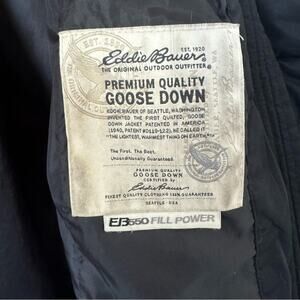 EST. 1920
Eddie Bauer®
THE ORIGINAL OUTDOOR OUTFITTER®
PREMIUM QUALITY
GOOSE DOWN
EDDIE BAUER OF SEATTLE, WASHINGTON
INVENTED THE FIRST QUILTED, GOOSE
DOWN JACKET PATENTED IN AMERICA
(1940, PATENT #0119-122). HE CALLED IT
"THE LIGHTEST, WARMEST THING ON EARTH."
The First. The Best.
Unconditionally Guaranteed.
PREMIUM QUALITY
GOOSE DOWN
CERTIFIED by
Eddie Bauer
FINEST QUALITY CLOTHING 100% GUARANTEED
SEATTLE · USA
EB550 FILL POWER